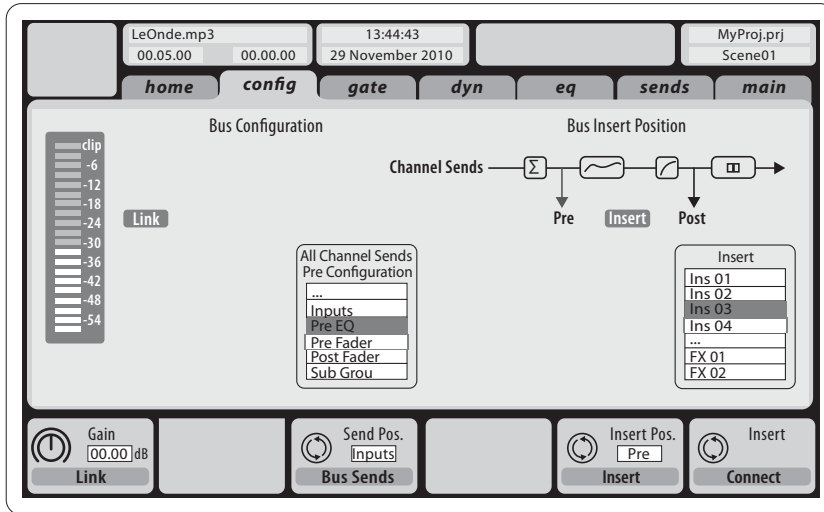 LeOnde.mp3
00.05.00 00.00.00
13:44:43
29 November 2010
MyProj.prj
Scene01
home config gate dyn eq sends main
Bus Configuration
Bus Insert Position
clip
-6
-12
-18
-24
-30
-36
-42
-48
-54
Link
Channel Sends
Σ
Pre Insert Post
All Channel Sends
Pre Configuration
...
Inputs
Pre EQ
Pre Fader
Post Fader
Sub Grou
Insert
Ins 01
Ins 02
Ins 03
Ins 04
...
FX 01
FX 02
Gain
00.00 dB
Link
Send Pos.
Inputs
Bus Sends
Insert Pos.
Pre
Insert
Insert
Connect